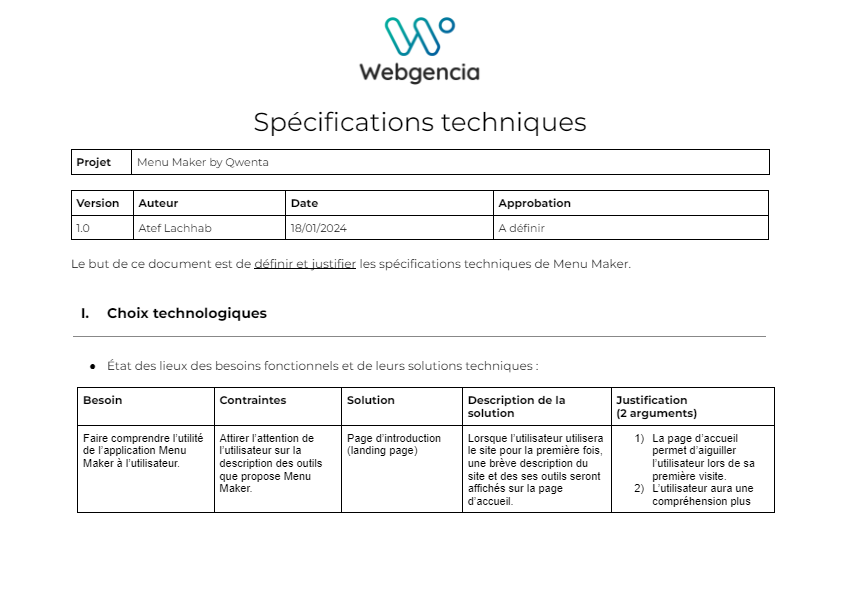 Webgencia
Spécifications techniques
Projet Menu Maker by Qwenta
Version Auteur Date Approbation
1.0 Atef Lachhab 18/01/2024 A définir
Le but de ce document est de définir et justifier les spécifications techniques de Menu Maker.
I. Choix technologiques
● État des lieux des besoins fonctionnels et de leurs solutions techniques :
Besoin
Contraintes
Solution
Description de la
solution
Justification
(2 arguments)
Faire comprendre l'utilité
de l'application Menu
Maker à l'utilisateur.
Attirer l'attention de
l'utilisateur sur la
description des outils
que propose Menu
Maker.
Page d'introduction
(landing page)
Lorsque l'utilisateur utilisera
le site pour la première fois,
une brève description du
site et des ses outils seront
affichés sur la page
d'accueil.
1) La page d'accueil
permet d'aiguiller
l'utilisateur lors de sa
première visite.
2) L'utilisateur aura une
compréhension plus